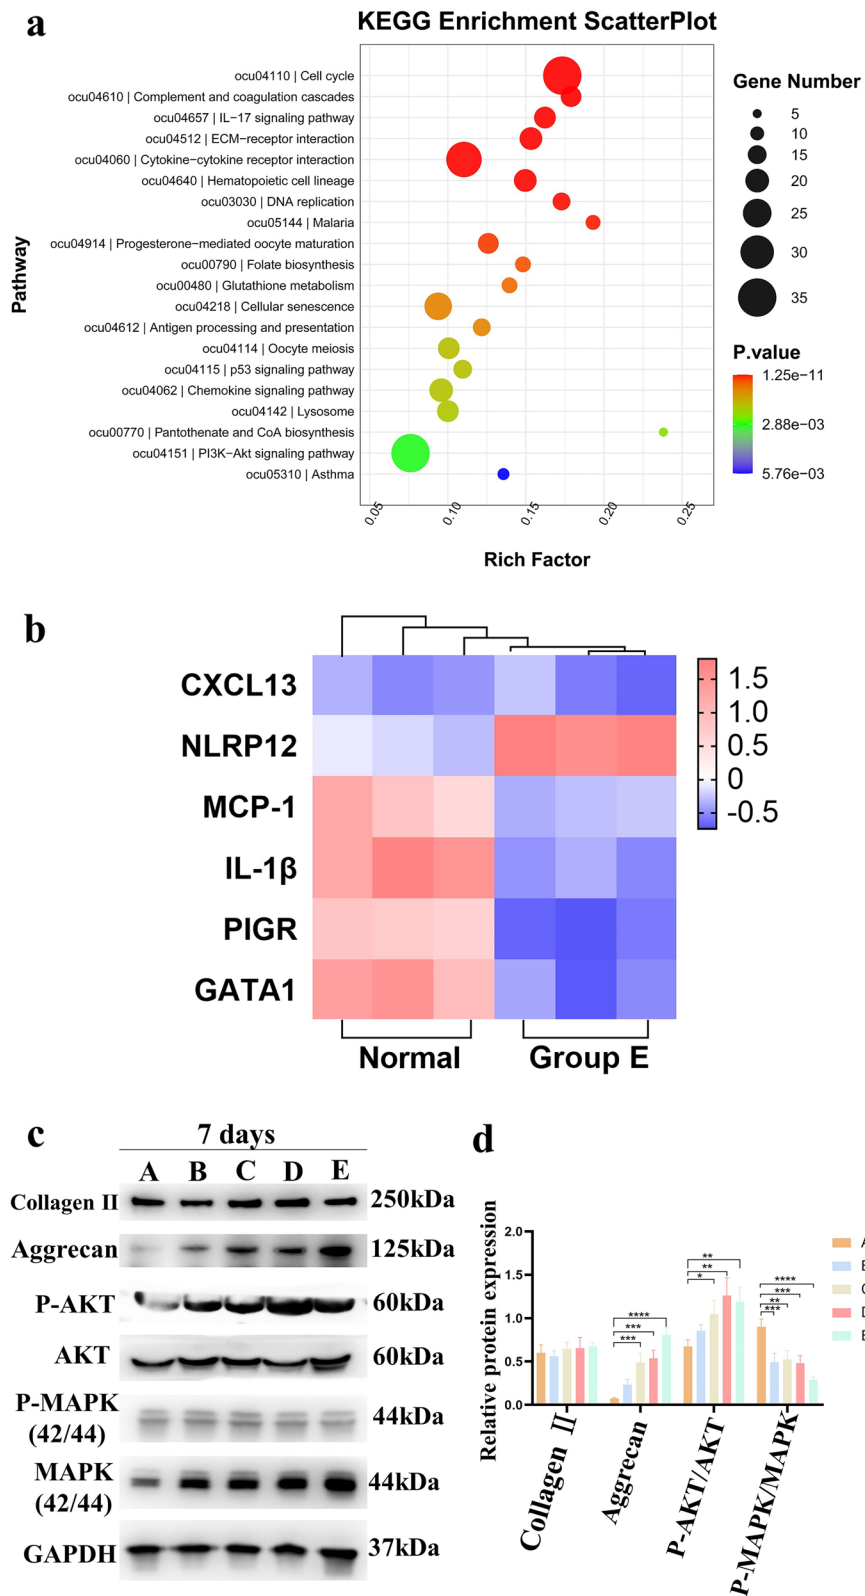 a
KEGG Enrichment ScatterPlot
Pathway
ocu04110 | Cell cycle
ocu04610 | Complement and coagulation cascades
ocu04657 | IL−17 signaling pathway
ocu04512 | ECM−receptor interaction
ocu04060 | Cytokine−cytokine receptor interaction
ocu04640 | Hematopoietic cell lineage
ocu03030 | DNA replication
ocu05144 | Malaria
ocu04914 | Progesterone−mediated oocyte maturation
ocu00790 | Folate biosynthesis
ocu00480 | Glutathione metabolism
ocu04218 | Cellular senescence
ocu04612 | Antigen processing and presentation
ocu04114 | Oocyte meiosis
ocu04115 | p53 signaling pathway
ocu04062 | Chemokine signaling pathway
ocu04142 | Lysosome
ocu00770 | Pantothenate and CoA biosynthesis
ocu04151 | PI3K−Akt signaling pathway
ocu05310 | Asthma
0.05 0.10 0.15 0.20 0.25
Rich Factor
Gene Number
5
10
15
20
25
30
35
P.value
1.25e−11
2.88e−03
5.76e−03
b
CXCL13
NLRP12
MCP-1
IL-1β
PIGR
GATA1
Normal Group E
1.5
1.0
0.5
0
-0.5
c
7 days
A B C D E
Collagen II 250kDa
Aggrecan 125kDa
P-AKT 60kDa
AKT 60kDa
P-MAPK
(42/44)
44kDa
MAPK
(42/44)
44kDa
GAPDH 37kDa
d
Relative protein expression
2.0
1.5
1.0
0.5
0.0
***
***
****
*
**
**
***
**
***
****
Collagen II
Aggrecan
P-AKT/AKT
P-MAPK/MAPK